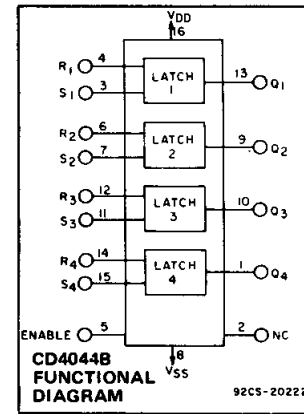 VDD
16
R1 4
S1 3
LATCH
1
13 Q1
R2 6
S2 7
LATCH
2
9 Q2
R3 12
S3 11
LATCH
3
10 Q3
R4 14
S4 15
LATCH
4
1 Q4
ENABLE 5
2 NC
8
VSS
CD4044B
FUNCTIONAL
DIAGRAM
92CS-20222